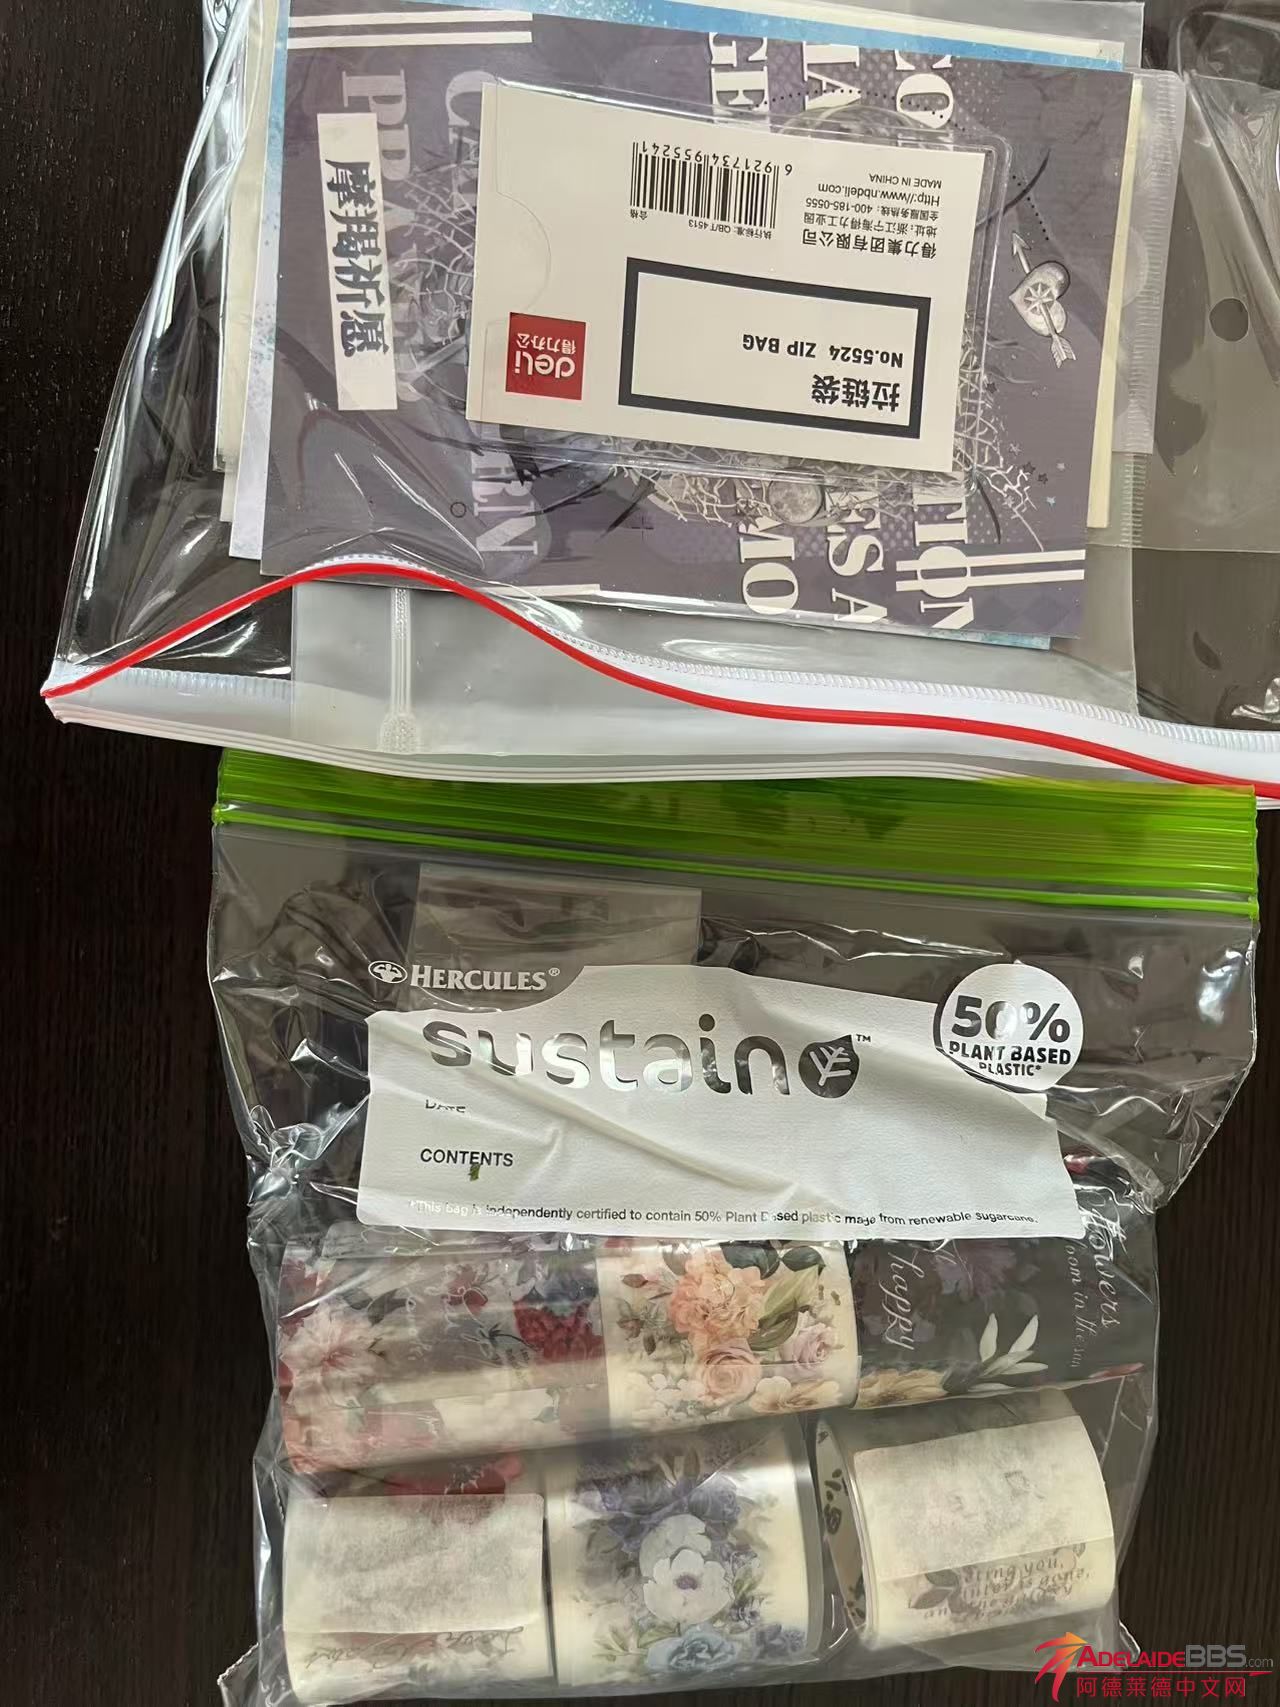 摩羯祈愿
CAPRICORN
拉链袋
No.5524 ZIP BAG
deli
得力办公
得力集团有限公司
地址:浙江宁海得力工业园
全国服务热线:400-185-0555
Http://www.nbdeli.com
MADE IN CHINA
执行标准: QB/T 4513
合格
6 921734 955241
HERCULES®
sustain™
50%
PLANT BASED
PLASTIC*
DATE
CONTENTS
*This bag is independently certified to contain 50% Plant Based plastic made from renewable sugarcane.
happy
flowers
oom in the sun
ADELAIDEBBS.com
阿德莱德中文网